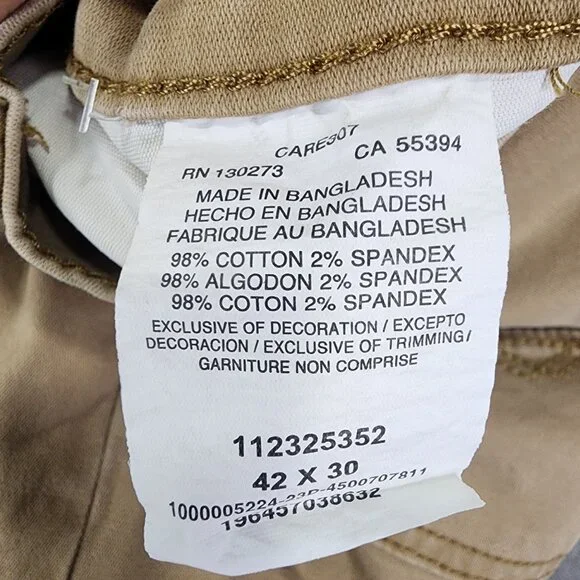 CARE307
RN 130273 CA 55394
MADE IN BANGLADESH
HECHO EN BANGLADESH
FABRIQUE AU BANGLADESH
98% COTTON 2% SPANDEX
98% ALGODON 2% SPANDEX
98% COTON 2% SPANDEX
EXCLUSIVE OF DECORATION / EXCEPTO
DECORACION / EXCLUSIVE OF TRIMMING/
GARNITURE NON COMPRISE
112325352
42 X 30
1000005224-23P-4500707811
196457038632